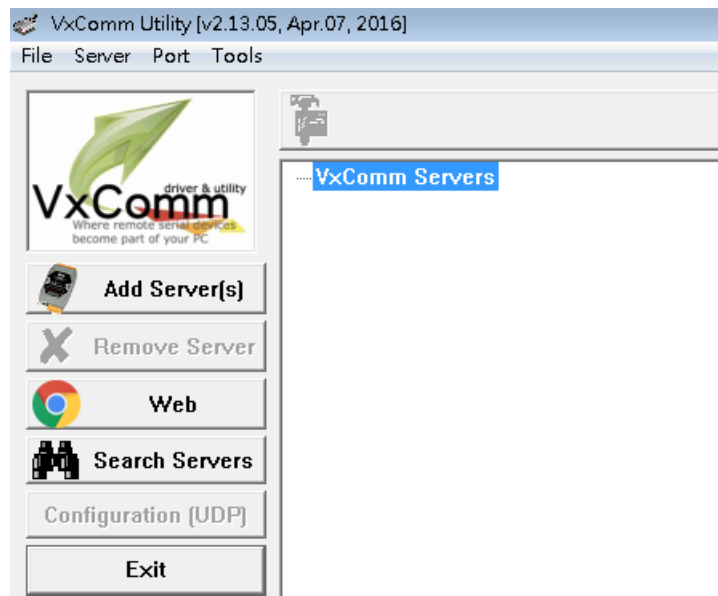 VxComm Utility [v2.13.05, Apr.07, 2016]
File Server Port Tools
VxComm
driver & utility
Where remote serial devices
become part of your PC
VxComm Servers
Add Server(s)
Remove Server
Web
Search Servers
Configuration (UDP)
Exit